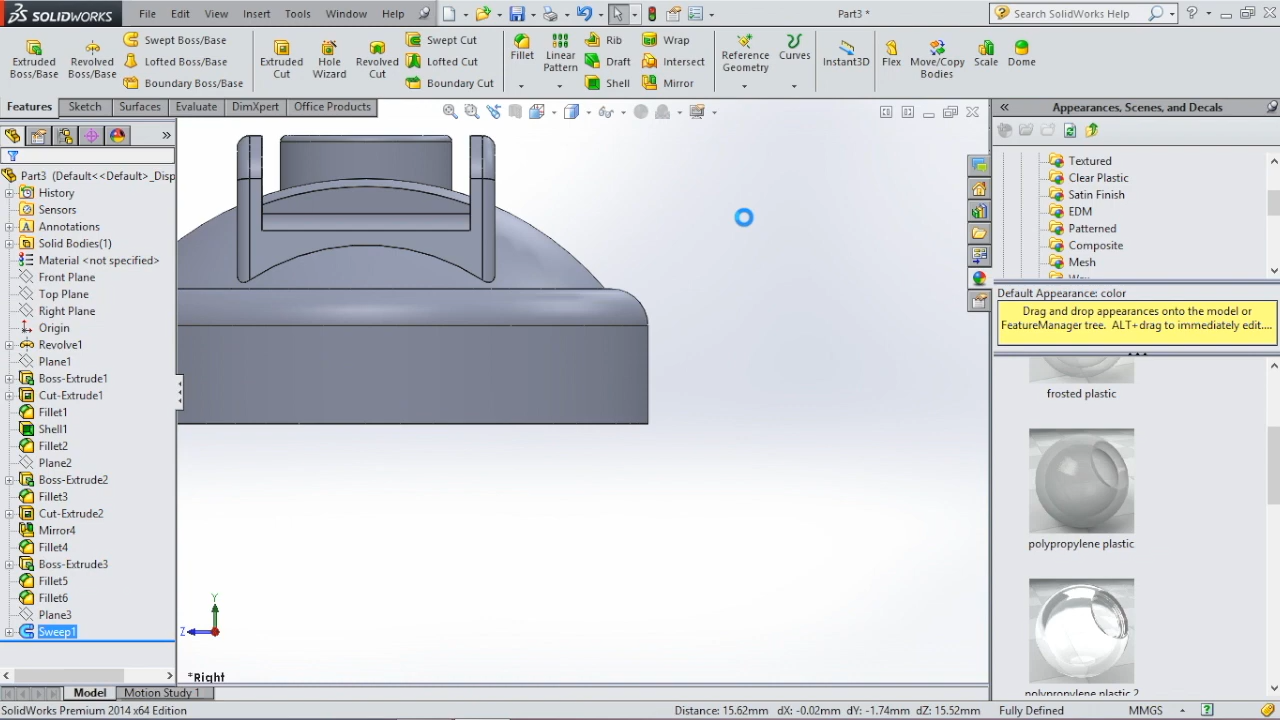 SOLIDWORKS File Edit View Insert Tools Window Help Part3 * Search SolidWorks Help
Extruded Boss/Base
Revolved Boss/Base
Swept Boss/Base
Lofted Boss/Base
Boundary Boss/Base
Extruded Cut
Hole Wizard
Revolved Cut
Swept Cut
Lofted Cut
Boundary Cut
Fillet
Linear Pattern
Rib
Draft
Shell
Wrap
Intersect
Mirror
Reference Geometry
Curves
Instant3D
Flex
Move/Copy Bodies
Scale
Dome
Features Sketch Surfaces Evaluate DimXpert Office Products
Part3 (Default<<Default>_Disp
History
Sensors
Annotations
Solid Bodies(1)
Material <not specified>
Front Plane
Top Plane
Right Plane
Origin
Revolve1
Plane1
Boss-Extrude1
Cut-Extrude1
Fillet1
Shell1
Fillet2
Plane2
Boss-Extrude2
Fillet3
Cut-Extrude2
Mirror4
Fillet4
Boss-Extrude3
Fillet5
Fillet6
Plane3
Sweep1
Y
Z
*Right
Appearances, Scenes, and Decals
Textured
Clear Plastic
Satin Finish
EDM
Patterned
Composite
Mesh
Default Appearance: color
Drag and drop appearances onto the model or
FeatureManager tree. ALT+drag to immediately edit....
frosted plastic
polypropylene plastic
polypropylene plastic 2
Model Motion Study 1
SolidWorks Premium 2014 x64 Edition Distance: 15.62mm dX: -0.02mm dY: -1.74mm dZ: 15.52mm Fully Defined MMGS